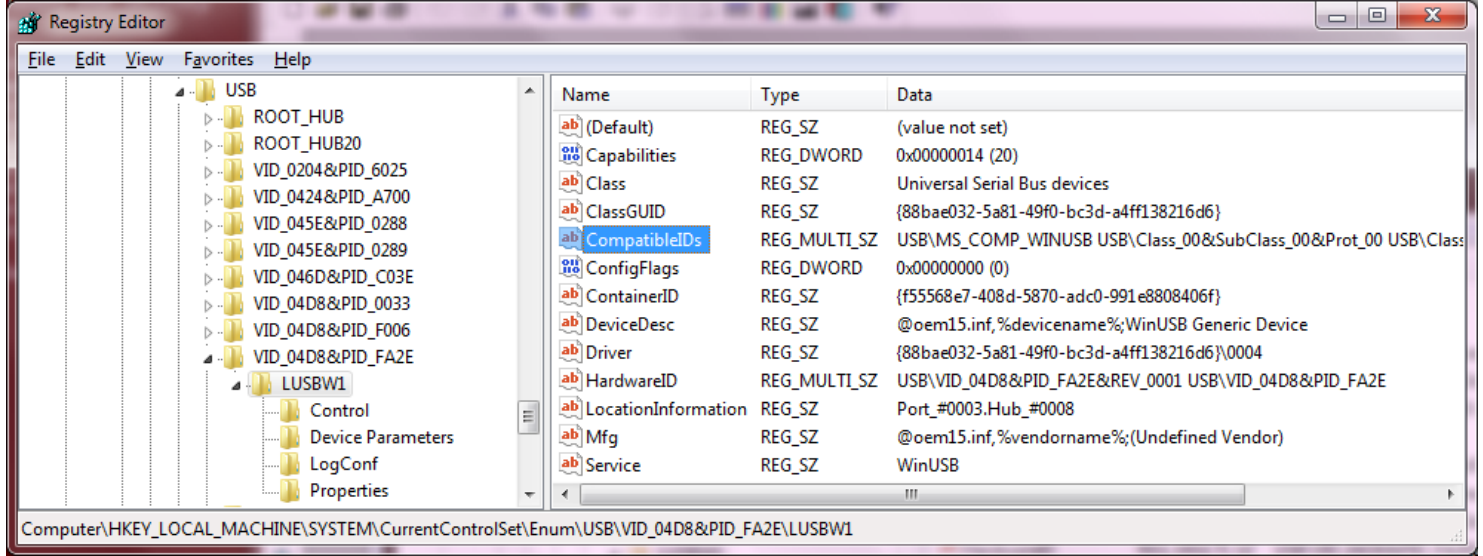 Registry Editor
File Edit View Favorites Help
USB
ROOT_HUB
ROOT_HUB20
VID_0204&PID_6025
VID_0424&PID_A700
VID_045E&PID_0288
VID_045E&PID_0289
VID_046D&PID_C03E
VID_04D8&PID_0033
VID_04D8&PID_F006
VID_04D8&PID_FA2E
LUSBW1
Control
Device Parameters
LogConf
Properties
Name Type Data
(Default) REG_SZ (value not set)
Capabilities REG_DWORD 0x00000014 (20)
Class REG_SZ Universal Serial Bus devices
ClassGUID REG_SZ {88bae032-5a81-49f0-bc3d-a4ff138216d6}
CompatibleIDs REG_MULTI_SZ USB\MS_COMP_WINUSB USB\Class_00&SubClass_00&Prot_00 USB\Class
ConfigFlags REG_DWORD 0x00000000 (0)
ContainerID REG_SZ {f55568e7-408d-5870-adc0-991e8808406f}
DeviceDesc REG_SZ @oem15.inf,%devicename%;WinUSB Generic Device
Driver REG_SZ {88bae032-5a81-49f0-bc3d-a4ff138216d6}\0004
HardwareID REG_MULTI_SZ USB\VID_04D8&PID_FA2E&REV_0001 USB\VID_04D8&PID_FA2E
LocationInformation REG_SZ Port_#0003.Hub_#0008
Mfg REG_SZ @oem15.inf,%vendorname%;(Undefined Vendor)
Service REG_SZ WinUSB
Computer\HKEY_LOCAL_MACHINE\SYSTEM\CurrentControlSet\Enum\USB\VID_04D8&PID_FA2E\LUSBW1